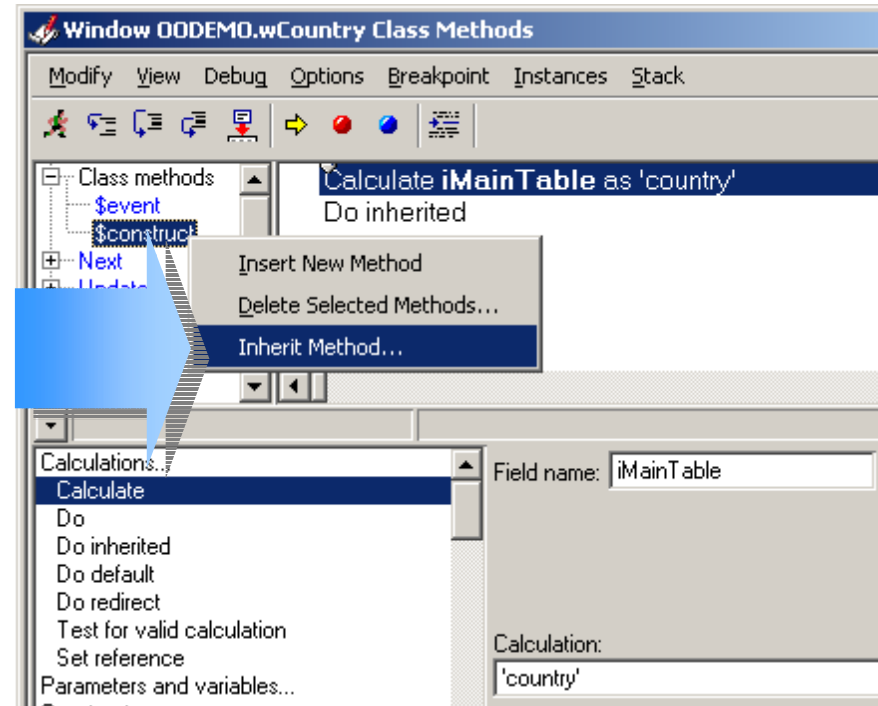 Window OODEMO.wCountry Class Methods
Modify View Debug Options Breakpoint Instances Stack
Class methods
$event
$construct
Next
Calculate iMainTable as 'country'
Do inherited
Insert New Method
Delete Selected Methods...
Inherit Method...
Calculations...
Calculate
Do
Do inherited
Do default
Do redirect
Test for valid calculation
Set reference
Parameters and variables...
Field name: iMainTable
Calculation:
'country'